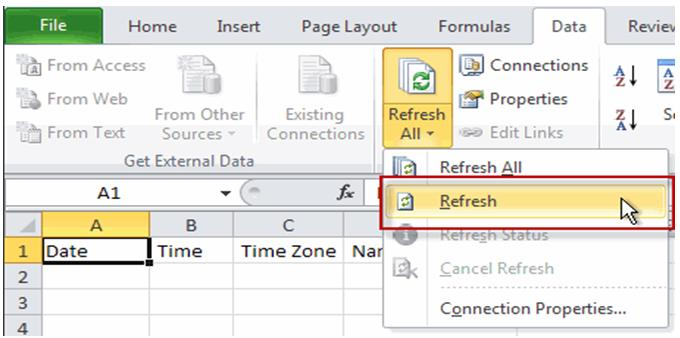 File Home Insert Page Layout Formulas Data Review
From Access
From Web
From Text
From Other
Sources
Existing
Connections
Get External Data
Refresh
All
Connections
Properties
Edit Links
A
Z
Z
A
A
Z
Refresh All
Refresh
Refresh Status
Cancel Refresh
Connection Properties...
A1 fx
A B C
1 Date Time Time Zone
2
3
4